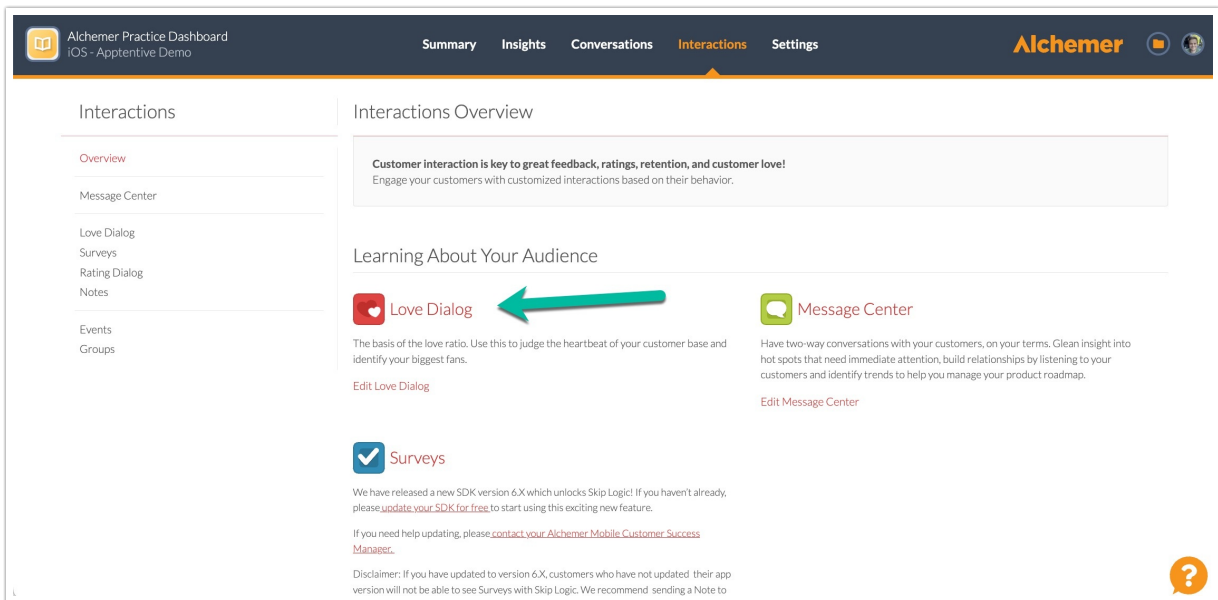 Alchemer Practice Dashboard
iOS - Apptentive Demo
Summary
Insights
Conversations
Interactions
Settings
Alchemer
Interactions
Overview
Message Center
Love Dialog
Surveys
Rating Dialog
Notes
Events
Groups
Interactions Overview
Customer interaction is key to great feedback, ratings, retention, and customer love!
Engage your customers with customized interactions based on their behavior.
Learning About Your Audience
Love Dialog
The basis of the love ratio. Use this to judge the heartbeat of your customer base and
identify your biggest fans.
Edit Love Dialog
Message Center
Have two-way conversations with your customers, on your terms. Glean insight into
hot spots that need immediate attention, build relationships by listening to your
customers and identify trends to help you manage your product roadmap.
Edit Message Center
Surveys
We have released a new SDK version 6.X which unlocks Skip Logic! If you haven't already,
please update your SDK for free to start using this exciting new feature.
If you need help updating, please contact your Alchemer Mobile Customer Success
Manager.
Disclaimer: If you have updated to version 6.X, customers who have not updated their app
version will not be able to see Surveys with Skip Logic. We recommend sending a Note to
?